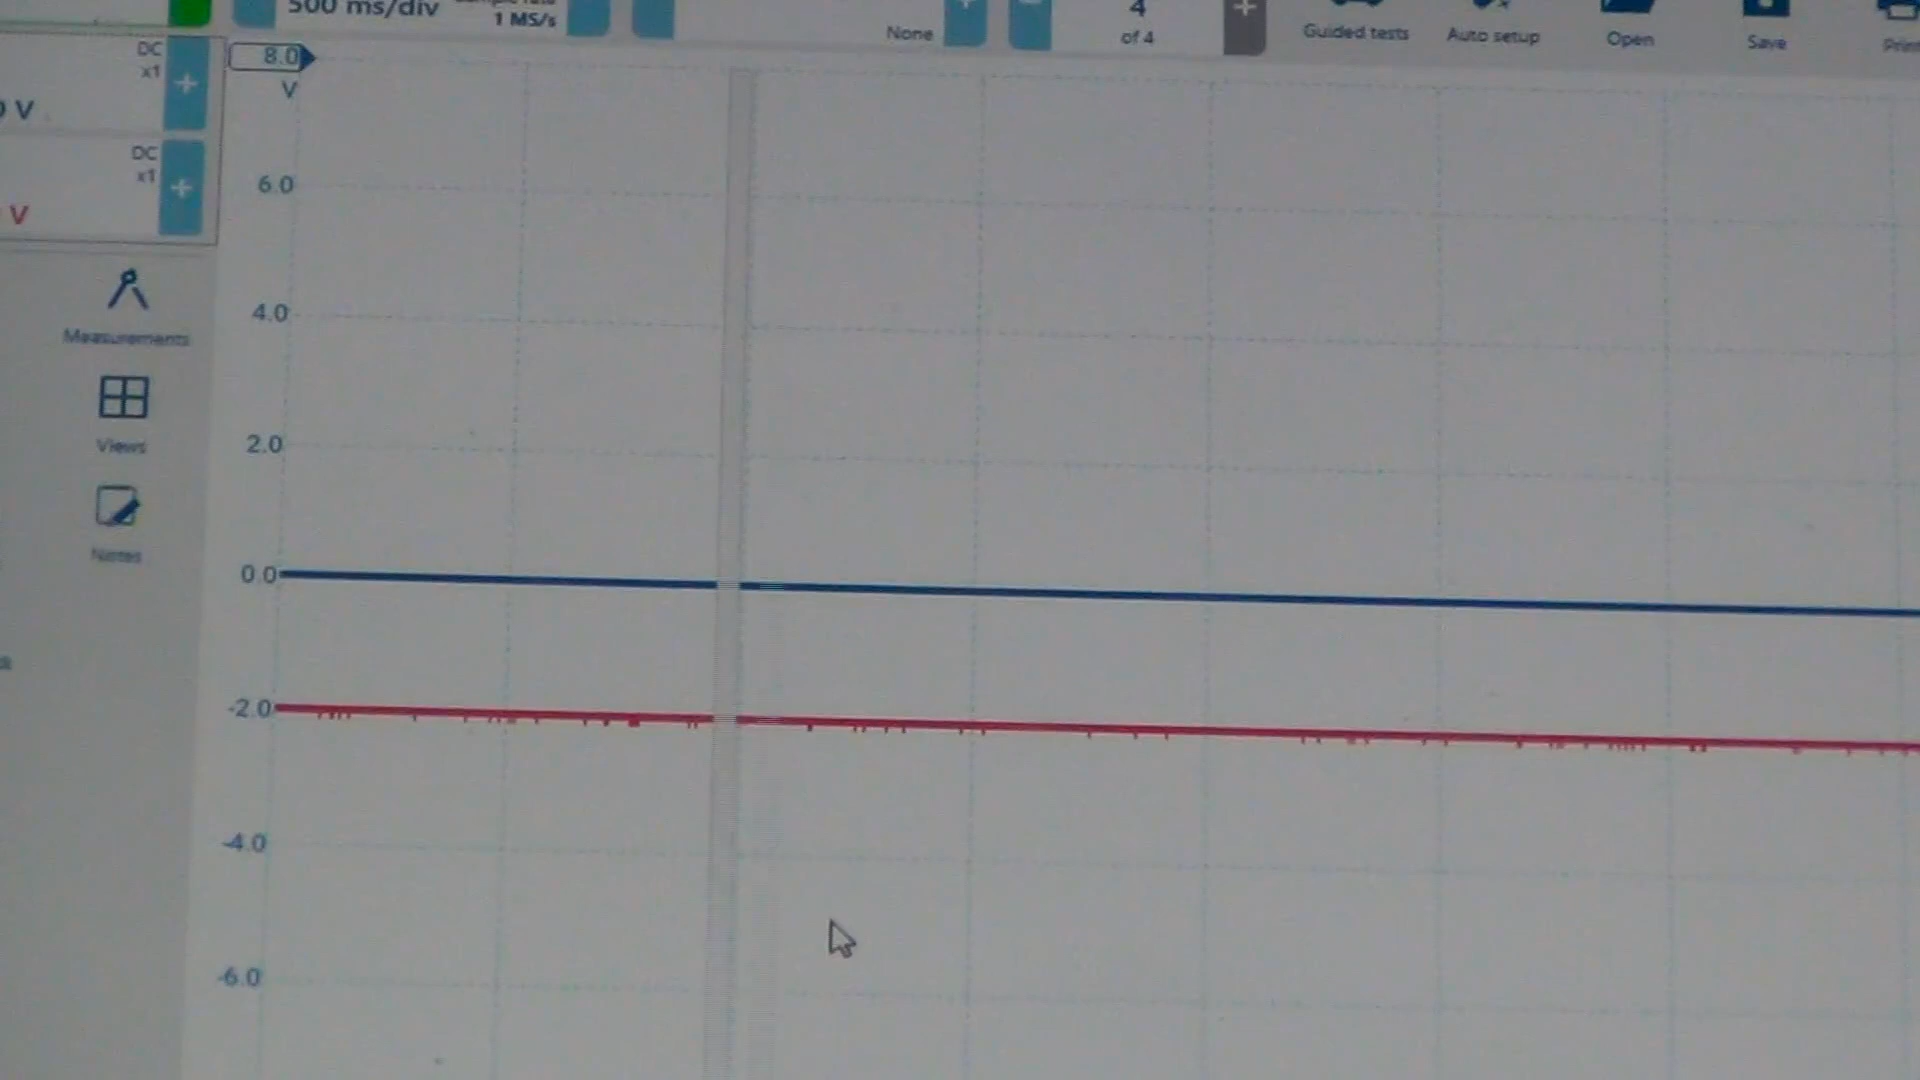 500 ms/div
1 MS/s
None
4
of 4
Guided tests
Auto setup
Open
Save
Print
DC
x1
V
DC
x1
V
Measurements
Views
Notes
8.0
V
6.0
4.0
2.0
0.0
-2.0
-4.0
-6.0